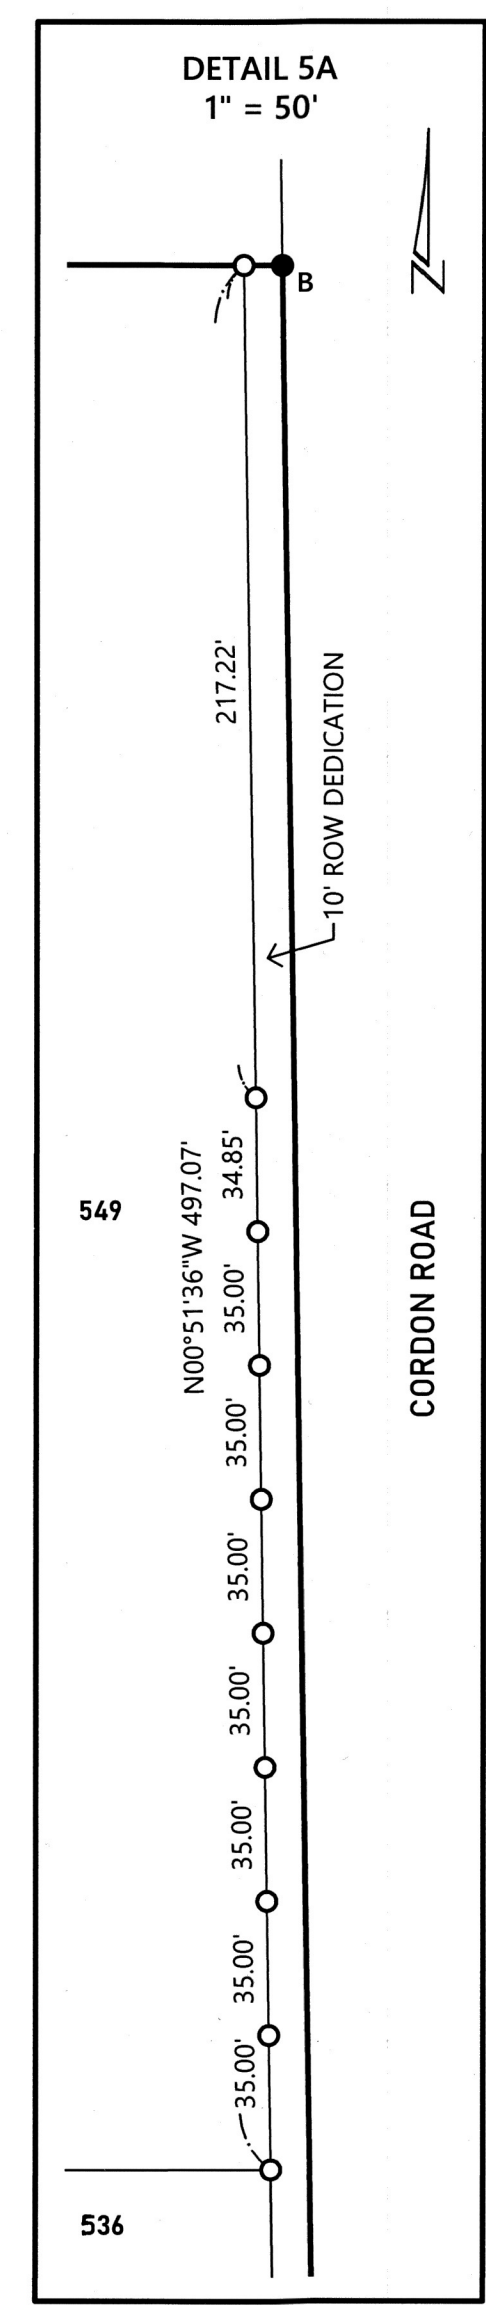 DETAIL 5A
1" = 50'
N
B
217.22'
10' ROW DEDICATION
34.85'
549
N00°51'36"W 497.07'
35.00'
CORDON ROAD
35.00'
35.00'
35.00'
35.00'
35.00'
35.00'
536